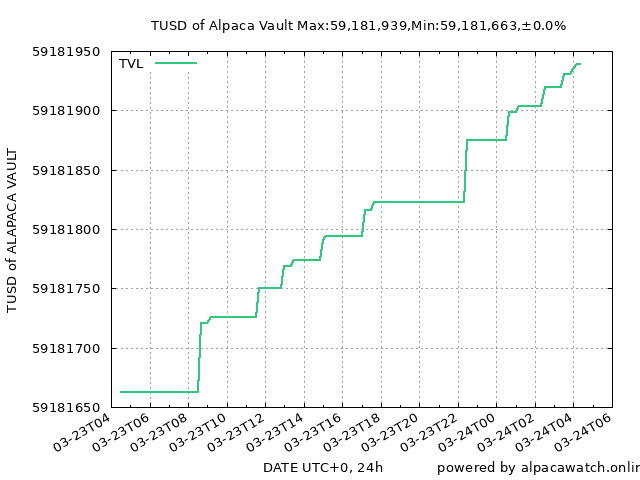 TUSD of Alpaca Vault Max:59,181,939,Min:59,181,663,±0.0%
TVL
59181950
59181900
59181850
59181800
59181750
59181700
59181650
TUSD of ALAPACA VAULT
03-23T04
03-23T06
03-23T08
03-23T10
03-23T12
03-23T14
03-23T16
03-23T18
03-23T20
03-23T22
03-24T00
03-24T02
03-24T04
03-24T06
DATE UTC+0, 24h
powered by alpacawatch.onlin